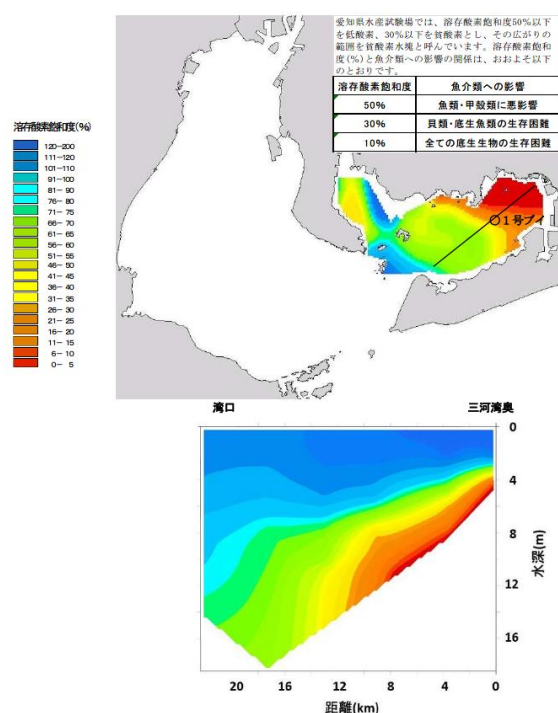 愛知県水産試験場では、溶存酸素飽和度50%以下
を低酸素、30%以下を貧酸素とし、その広がりの
範囲を貧酸素水塊と呼んでいます。溶存酸素飽和
度(%)と魚介類への影響の関係は、おおよそ以下
のとおりです。
溶存酸素飽和度 魚介類への影響
50% 魚類・甲殻類に悪影響
30% 貝類・底生魚類の生存困難
10% 全ての底生生物の生存困難
溶存酸素飽和度(%)
120-200
111-120
101-110
91-100
81-90
76-80
71-75
66-70
61-65
56-60
51-55
46-50
41-45
36-40
31-35
26-30
21-25
16-20
11-15
6-10
0-5
1号ブイ
湾口 三河湾奥
0
4
8
12
16
水深(m)
20 16 12 8 4 0
距離(km)